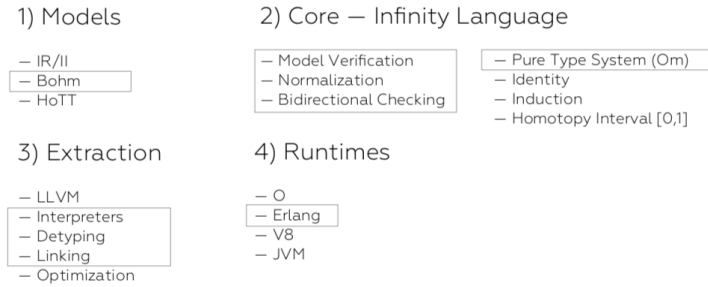 1) Models
— IR/II
— Bohm
— HoTT
2) Core — Infinity Language
— Model Verification
— Normalization
— Bidirectional Checking
— Pure Type System (Om)
— Identity
— Induction
— Homotopy Interval [0,1]
3) Extraction
— LLVM
— Interpreters
— Detyping
— Linking
— Optimization
4) Runtimes
— O
— Erlang
— V8
— JVM